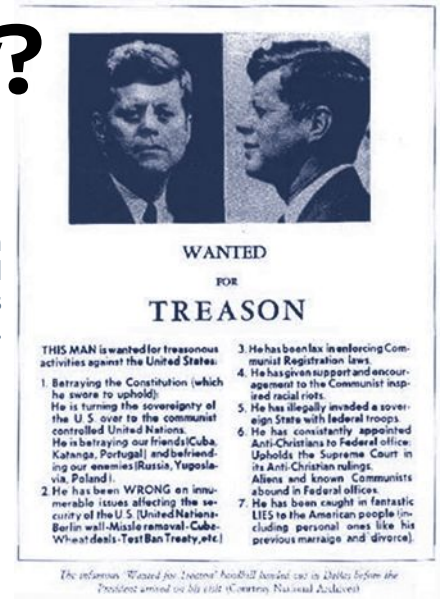 ?
WANTED
FOR
TREASON
THIS MAN is wanted for treasonous
activities against the United States:
1. Betraying the Constitution (which
he swore to uphold):
He is turning the sovereignty of
the U.S. over to the communist
controlled United Nations.
He is betraying our friends (Cuba,
Katanga, Portugal) and befriend-
ing our enemies (Russia, Yugosla-
via, Poland).
2. He has been WRONG on innu-
merable issues affecting the se-
curity of the U.S. (United Nations-
Berlin wall-Missle removal-Cuba-
Wheat deals-Test Ban Treaty, etc.)
3. He has been lax in enforcing Com-
munist Registration laws.
4. He has given support and encour-
agement to the Communist insp-
ired racial riots.
5. He has illegally invaded a sover-
eign State with federal troops.
6. He has consistantly appointed
Anti-Christians to Federal office:
Upholds the Supreme Court in
its Anti-Christian rulings.
Aliens and known Communists
abound in Federal offices.
7. He has been caught in fantastic
LIES to the American people (in-
cluding personal ones like his
previous marraige and divorce).
The infamous "Wanted for Treason" handbill handed out in Dallas before the
President arrived on his visit (Courtesy National Archives)